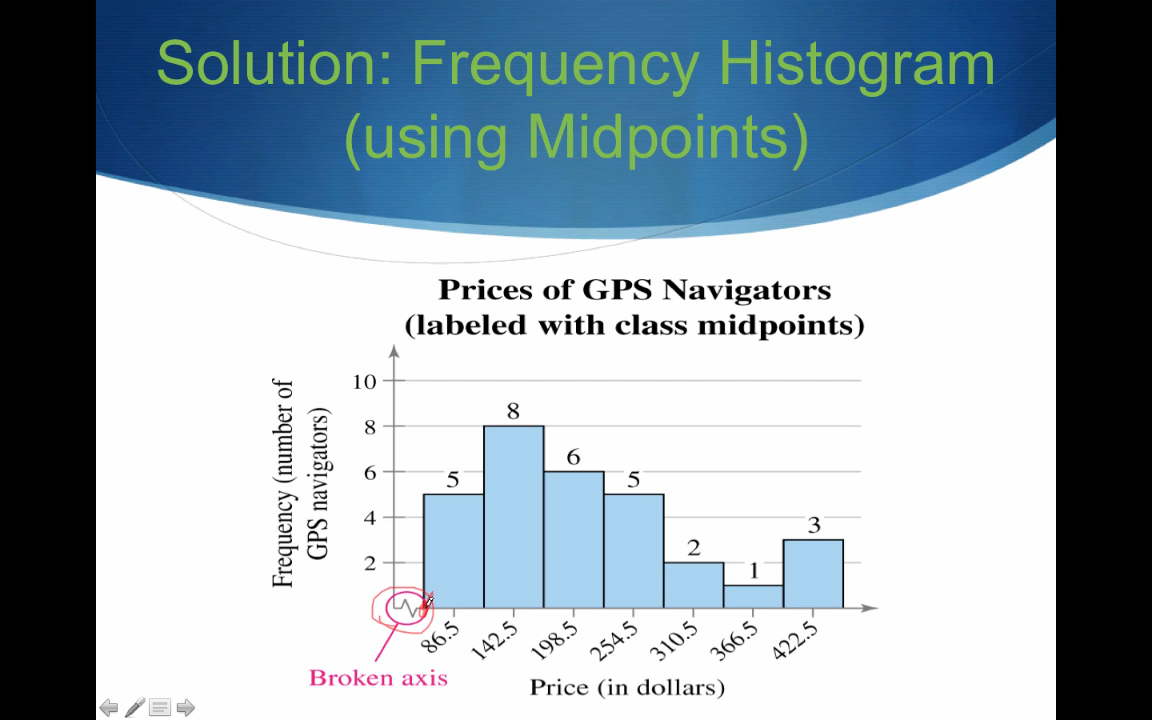 Solution: Frequency Histogram
(using Midpoints)
Prices of GPS Navigators
(labeled with class midpoints)
Frequency (number of
GPS navigators)
10
8
6
4
2
5
8
6
5
2
1
3
86.5
142.5
198.5
254.5
310.5
366.5
422.5
Broken axis
Price (in dollars)